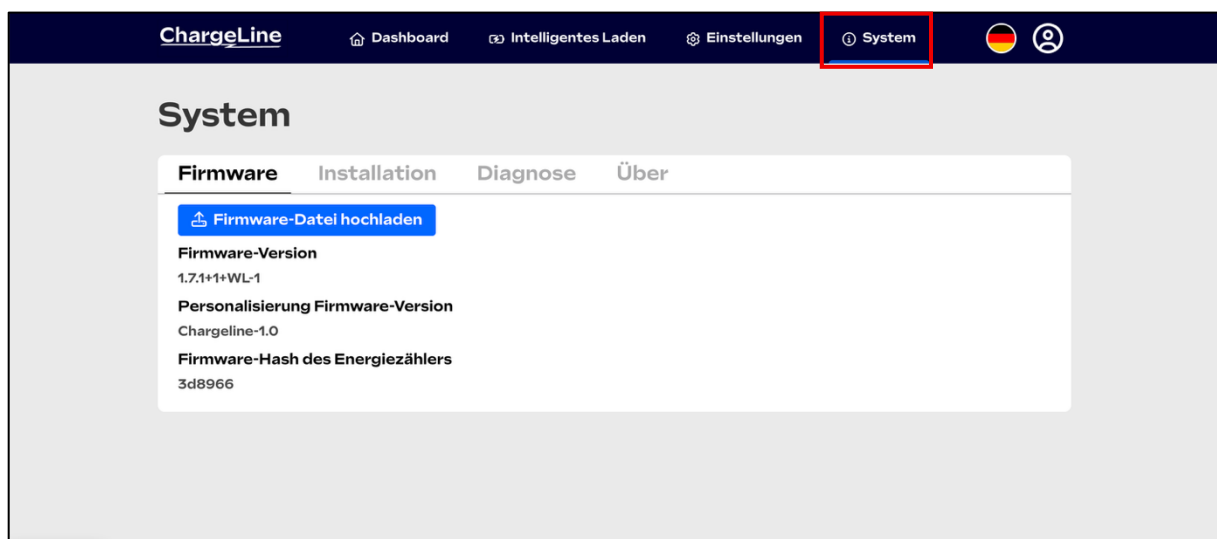 ChargeLine Dashboard Intelligentes Laden Einstellungen System
System
Firmware Installation Diagnose Über
Firmware-Datei hochladen
Firmware-Version
1.7.1+1+WL-1
Personalisierung Firmware-Version
Chargeline-1.0
Firmware-Hash des Energiezählers
3d8966